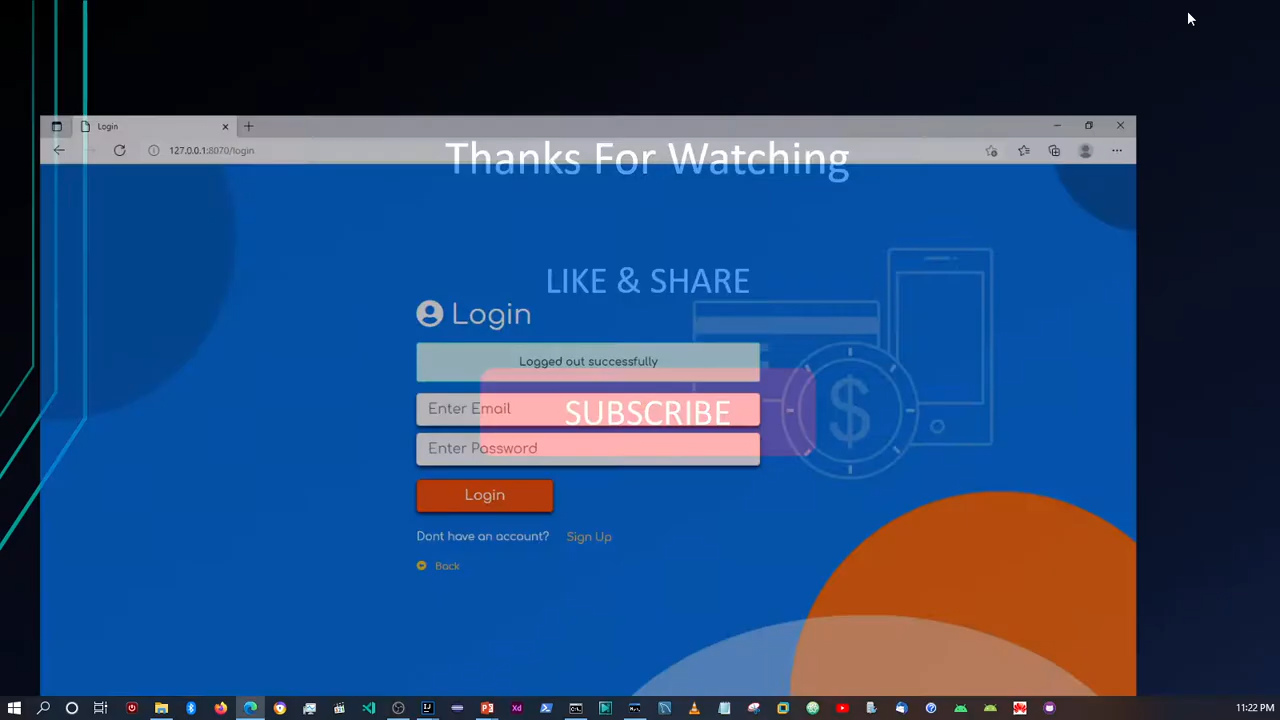 Login
127.0.0.1:8070/login
Thanks For Watching
LIKE & SHARE
Login
Logged out successfully
Enter Email
SUBSCRIBE
Enter Password
Login
Dont have an account? Sign Up
Back
11:22 PM